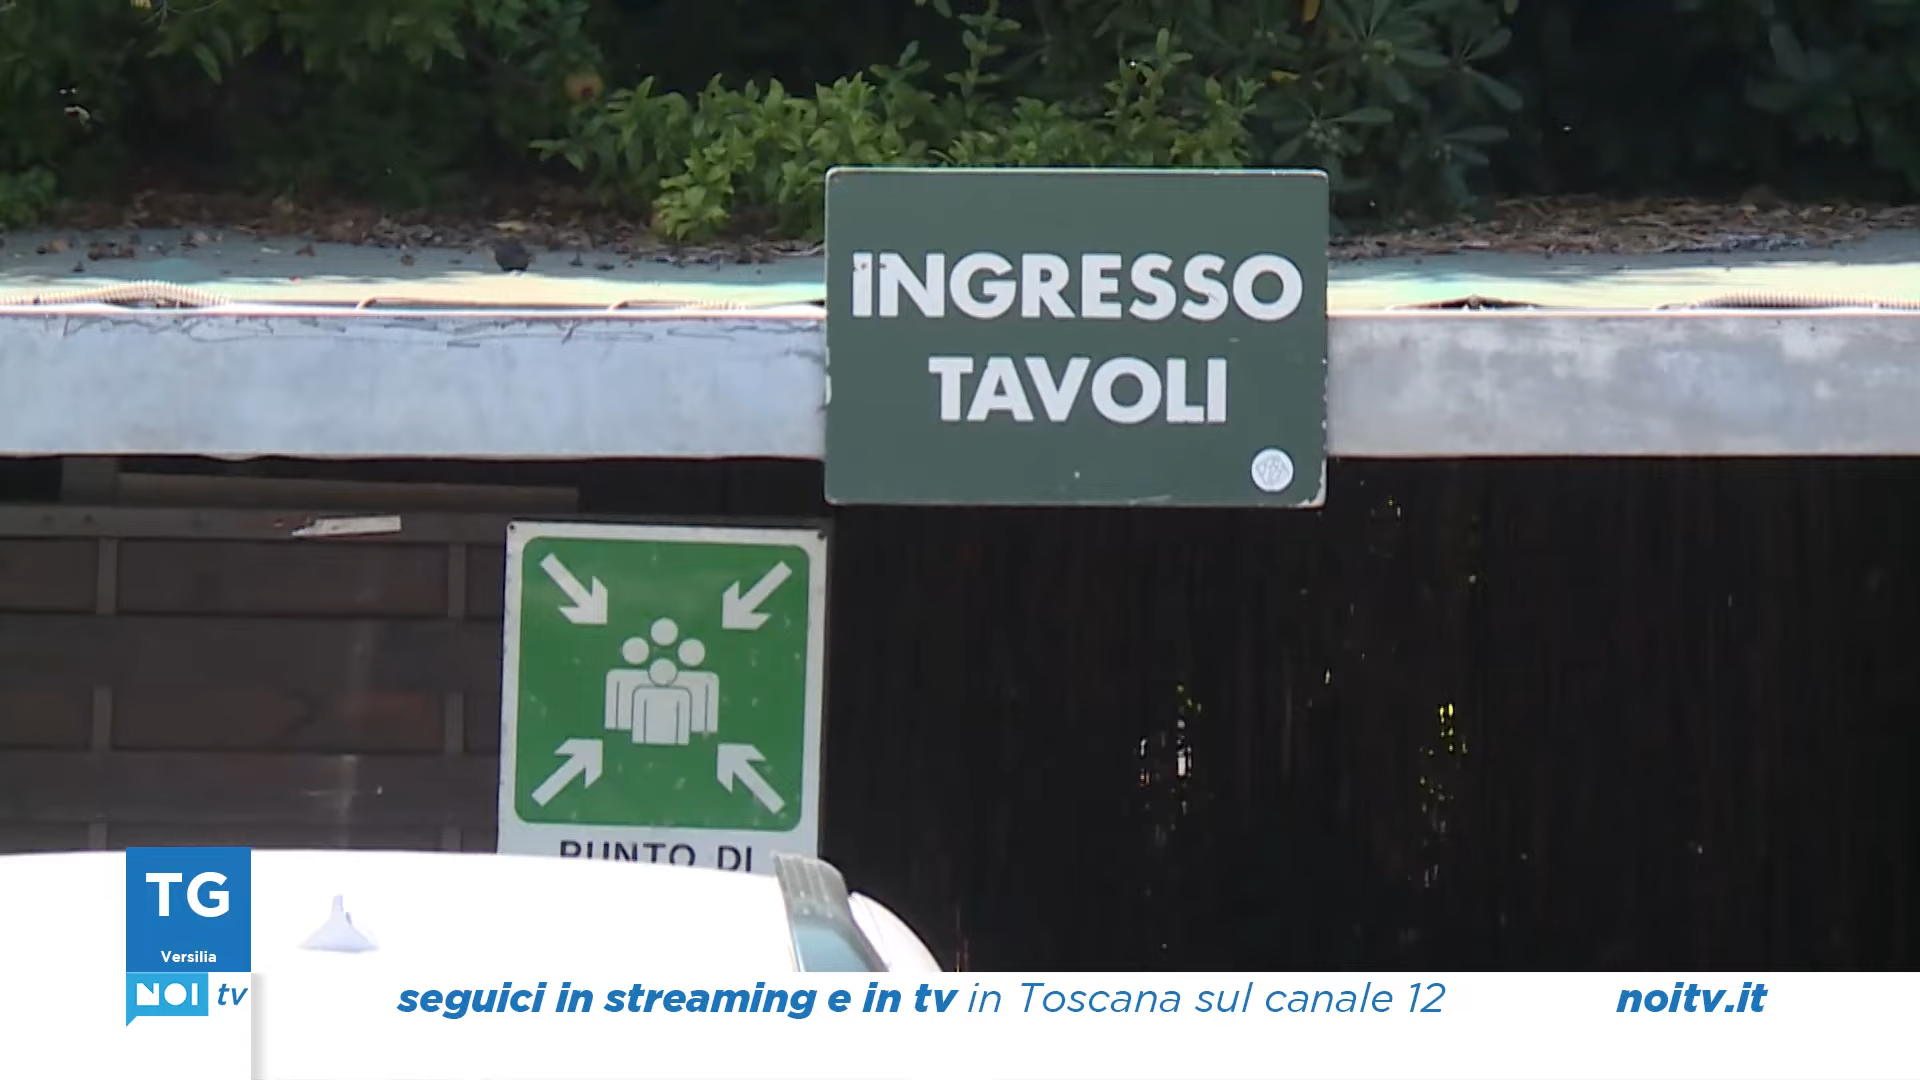 INGRESSO
TAVOLI
PUNTO DI
TG
Versilia
NOI tv
seguici in streaming e in tv in Toscana sul canale 12
noitv.it